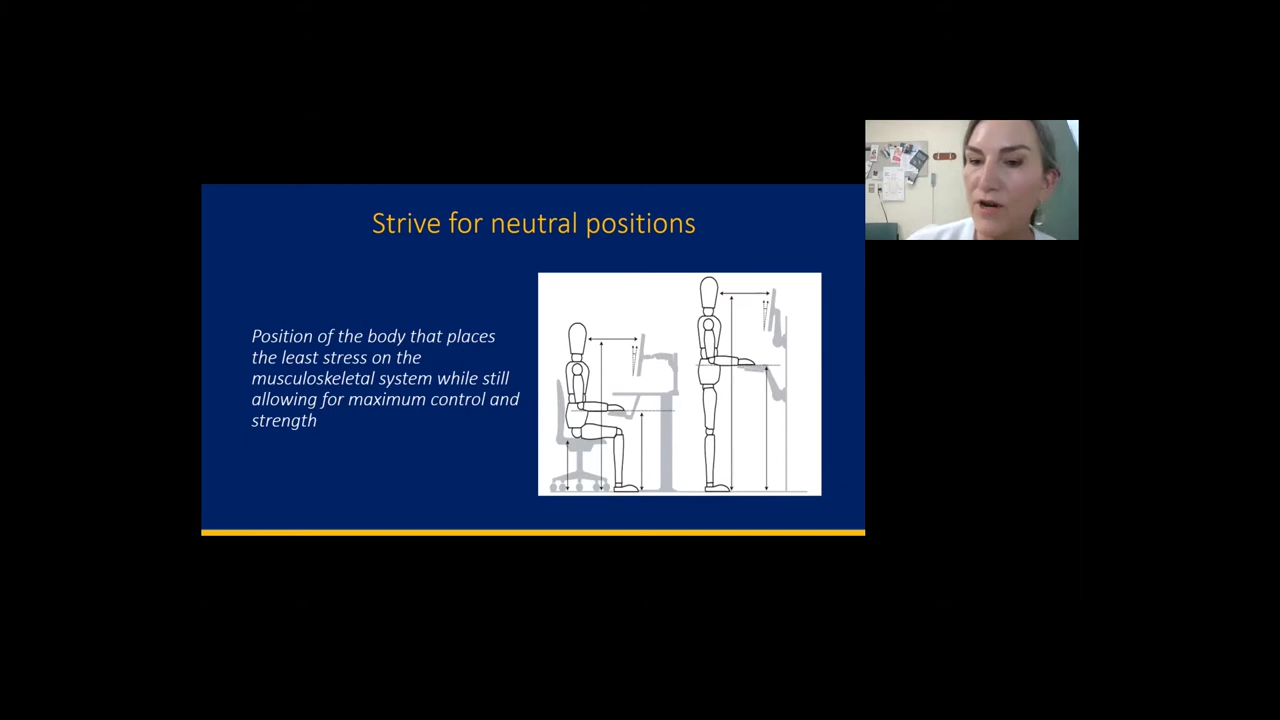 Strive for neutral positions
Position of the body that places
the least stress on the
musculoskeletal system while still
allowing for maximum control and
strength